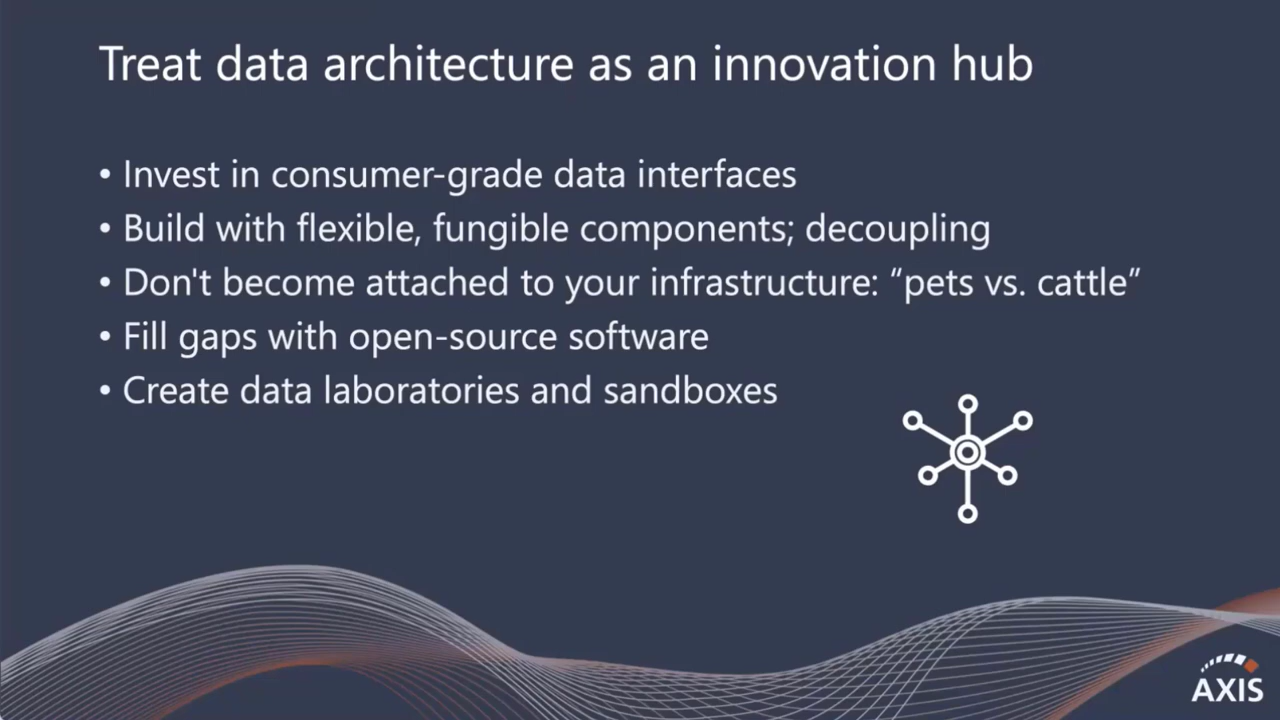 Treat data architecture as an innovation hub
• Invest in consumer-grade data interfaces
• Build with flexible, fungible components; decoupling
• Don't become attached to your infrastructure: “pets vs. cattle”
• Fill gaps with open-source software
• Create data laboratories and sandboxes
AXIS